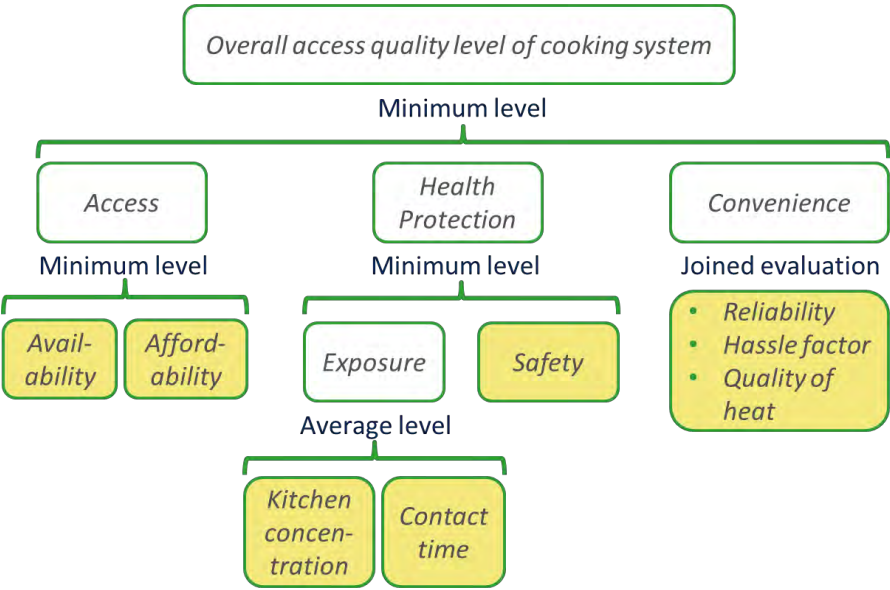 Overall access quality level of cooking system
Minimum level
Access
Health
Protection
Convenience
Minimum level
Minimum level
Joined evaluation
Avail-
ability
Afford-
ability
Exposure
Safety
• Reliability
• Hassle factor
• Quality of
heat
Average level
Kitchen
concen-
tration
Contact
time